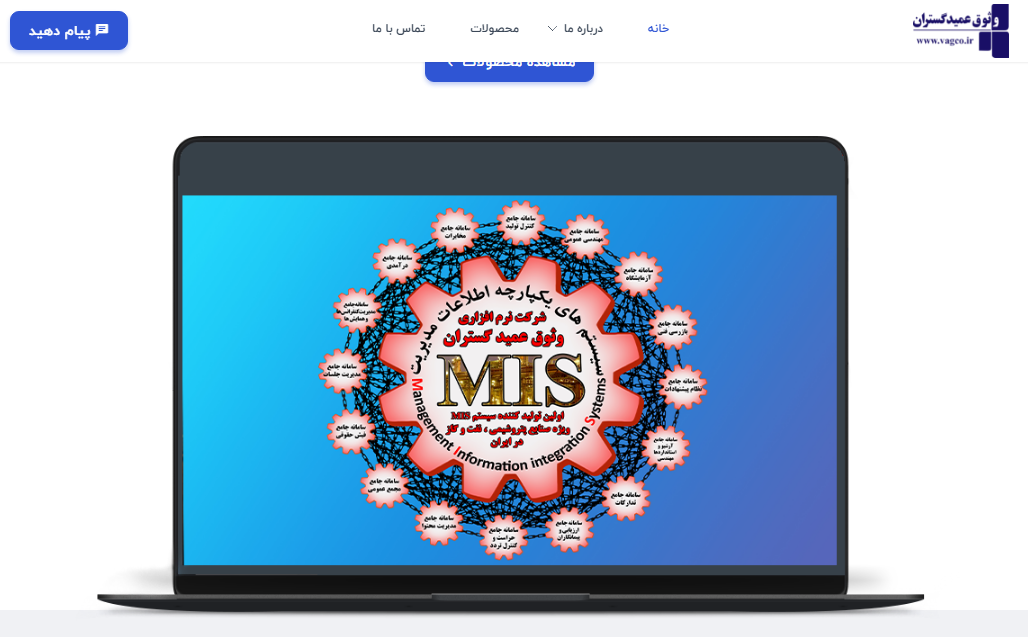 وثوق عمیدگستران
www.vagco.ir
خانه
درباره ما
محصولات
تماس با ما
پیام دهید
مشاهده محصولات
سیستم های یکپارچه اطلاعات مدیریت
شرکت نرم افزاری
وثوق عمید گستران
MIS
اولین تولید کننده سیستم MIS
ویژه صنایع پتروشیمی ، نفت و گاز
در ایران
Management Information integration Systems
سامانه جامع
کنترل تولید
سامانه جامع
مهندسی عمومی
سامانه جامع
آزمایشگاه
سامانه جامع
بازرسی فنی
سامانه جامع
نظام پیشنهادات
سامانه جامع
آرشیو و
استانداردها
مهندسی
سامانه جامع
تدارکات
سامانه جامع
ارزیابی و
پیمانکاران
سامانه جامع
حراست و
کنترل تردد
سامانه جامع
مدیریت محتوا
سامانه جامع
مجمع عمومی
سامانه جامع
فیش حقوقی
سامانه جامع
مدیریت جلسات
سامانه جامع
مدیریت کنفرانس‌ها
و همایش‌ها
سامانه جامع
درآمدی
سامانه جامع
مخابرات